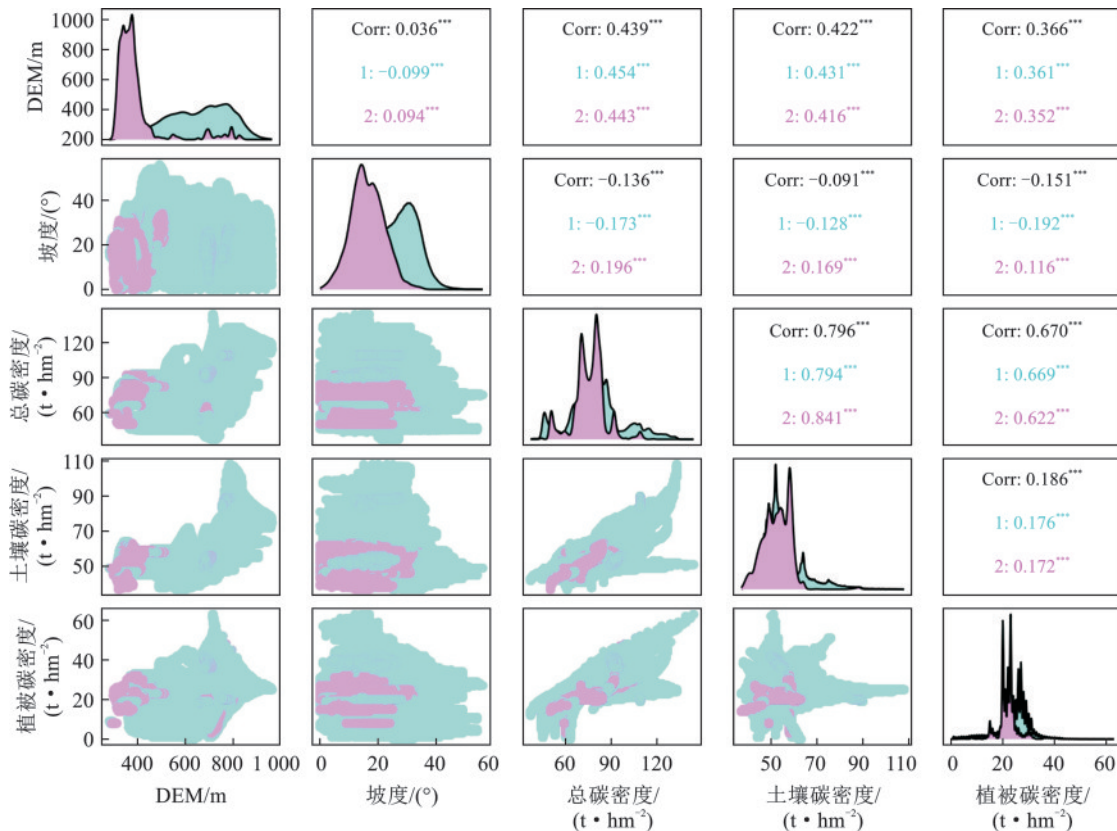 DEM/m
1000
800
600
400
200
Corr: 0.036***
1: −0.099***
2: 0.094***
Corr: 0.439***
1: 0.454***
2: 0.443***
Corr: 0.422***
1: 0.431***
2: 0.416***
Corr: 0.366***
1: 0.361***
2: 0.352***
坡度/(°)
40
20
0
Corr: −0.136***
1: −0.173***
2: 0.196***
Corr: −0.091***
1: −0.128***
2: 0.169***
Corr: −0.151***
1: −0.192***
2: 0.116***
总碳密度/
(t·hm⁻²)
120
90
60
Corr: 0.796***
1: 0.794***
2: 0.841***
Corr: 0.670***
1: 0.669***
2: 0.622***
土壤碳密度/
(t·hm⁻²)
110
90
70
50
Corr: 0.186***
1: 0.176***
2: 0.172***
植被碳密度/
(t·hm⁻²)
60
40
20
0
400 600 800 1 000
0 20 40 60
60 90 120
50 70 90 110
0 20 40 60
DEM/m
坡度/(°)
总碳密度/
(t·hm⁻²)
土壤碳密度/
(t·hm⁻²)
植被碳密度/
(t·hm⁻²)